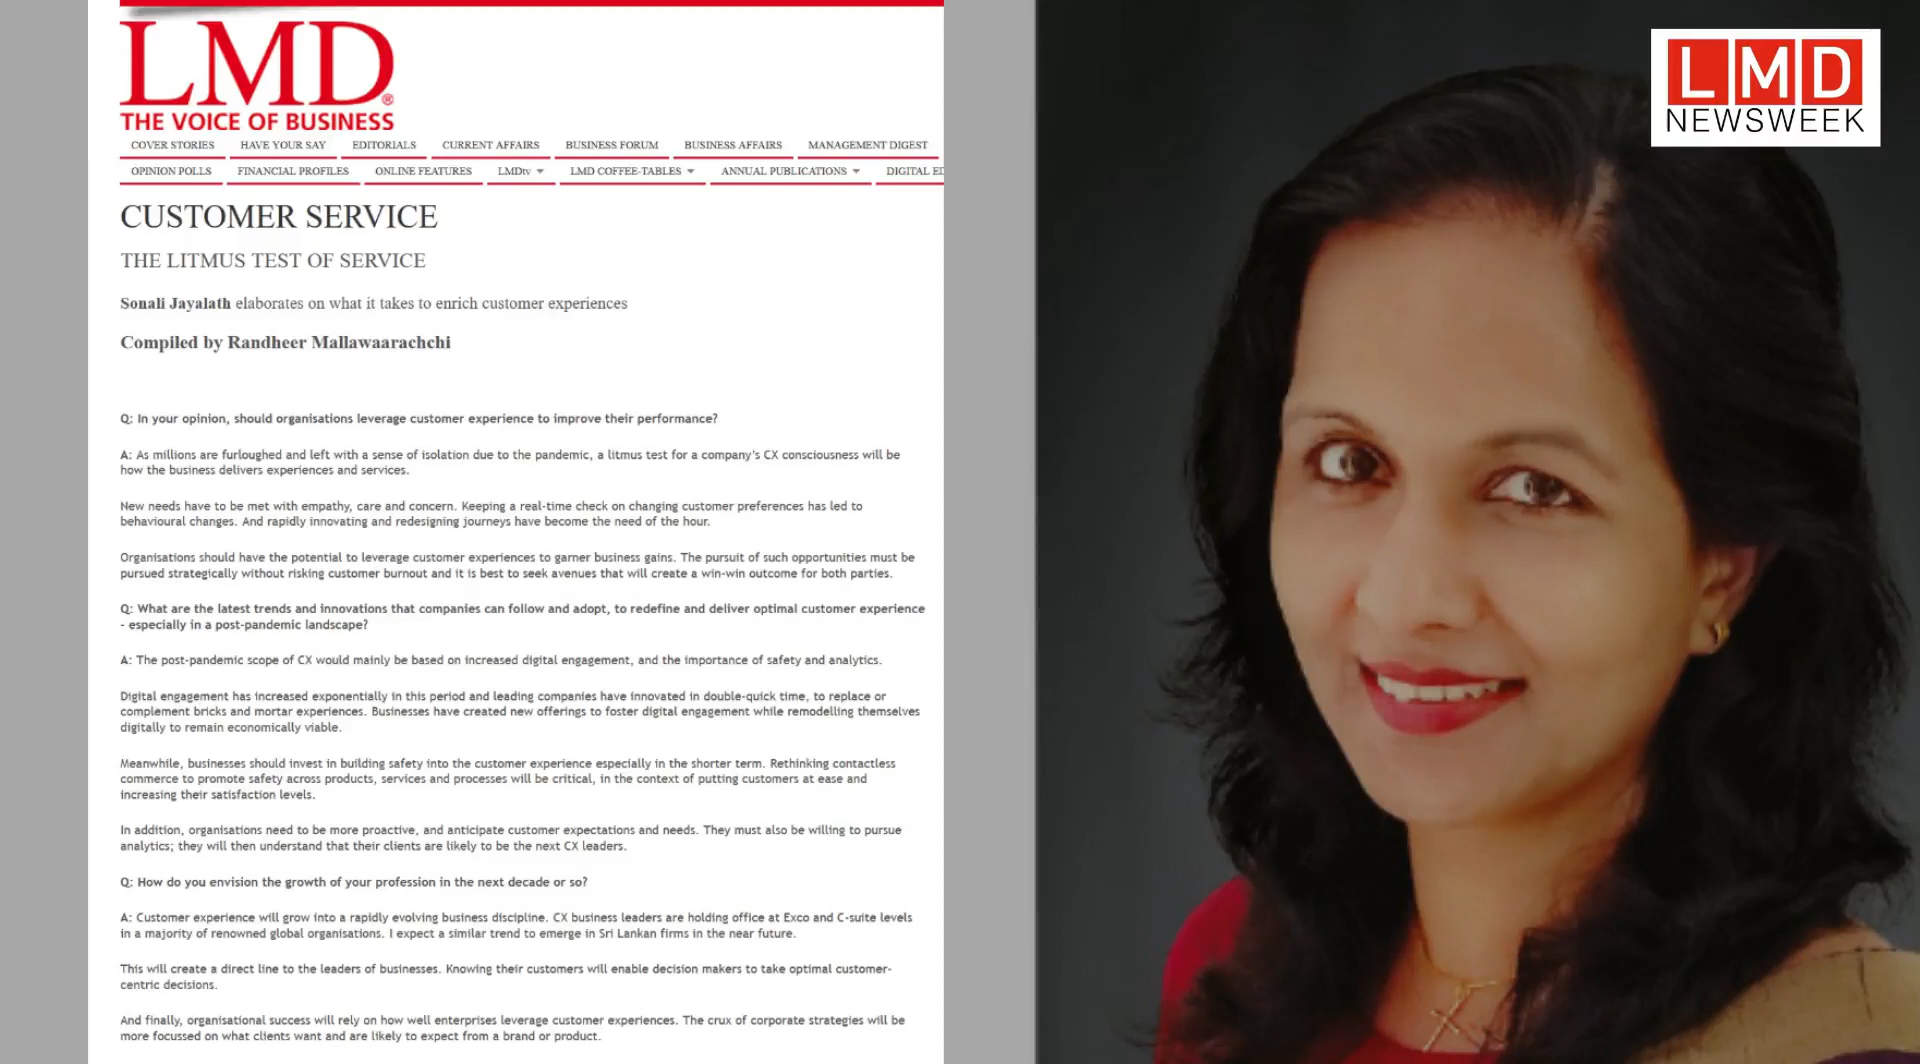 LMD®
THE VOICE OF BUSINESS
COVER STORIES HAVE YOUR SAY EDITORIALS CURRENT AFFAIRS BUSINESS FORUM BUSINESS AFFAIRS MANAGEMENT DIGEST
OPINION POLLS FINANCIAL PROFILES ONLINE FEATURES LMDtv LMD COFFEE-TABLES ANNUAL PUBLICATIONS DIGITAL
CUSTOMER SERVICE
THE LITMUS TEST OF SERVICE
Sonali Jayalath elaborates on what it takes to enrich customer experiences
Compiled by Randheer Mallawaarachchi
Q: In your opinion, should organisations leverage customer experience to improve their performance?
A: As millions are furloughed and left with a sense of isolation due to the pandemic, a litmus test for a company's CX consciousness will be
how the business delivers experiences and services.
New needs have to be met with empathy, care and concern. Keeping a real-time check on changing customer preferences has led to
behavioural changes. And rapidly innovating and redesigning journeys have become the need of the hour.
Organisations should have the potential to leverage customer experiences to garner business gains. The pursuit of such opportunities must be
pursued strategically without risking customer burnout and it is best to seek avenues that will create a win-win outcome for both parties.
Q: What are the latest trends and innovations that companies can follow and adopt, to redefine and deliver optimal customer experience
– especially in a post-pandemic landscape?
A: The post-pandemic scope of CX would mainly be based on increased digital engagement, and the importance of safety and analytics.
Digital engagement has increased exponentially in this period and leading companies have innovated in double-quick time, to replace or
complement bricks and mortar experiences. Businesses have created new offerings to foster digital engagement while remodelling themselves
digitally to remain economically viable.
Meanwhile, businesses should invest in building safety into the customer experience especially in the shorter term. Rethinking contactless
commerce to promote safety across products, services and processes will be critical, in the context of putting customers at ease and
increasing their satisfaction levels.
In addition, organisations need to be more proactive, and anticipate customer expectations and needs. They must also be willing to pursue
analytics; they will then understand that their clients are likely to be the next CX leaders.
Q: How do you envision the growth of your profession in the next decade or so?
A: Customer experience will grow into a rapidly evolving business discipline. CX business leaders are holding office at Exco and C-suite levels
in a majority of renowned global organisations. I expect a similar trend to emerge in Sri Lankan firms in the near future.
This will create a direct line to the leaders of businesses. Knowing their customers will enable decision makers to take optimal customer-
centric decisions.
And finally, organisational success will rely on how well enterprises leverage customer experiences. The crux of corporate strategies will be
more focussed on what clients want and are likely to expect from a brand or product.
LMD
NEWSWEEK